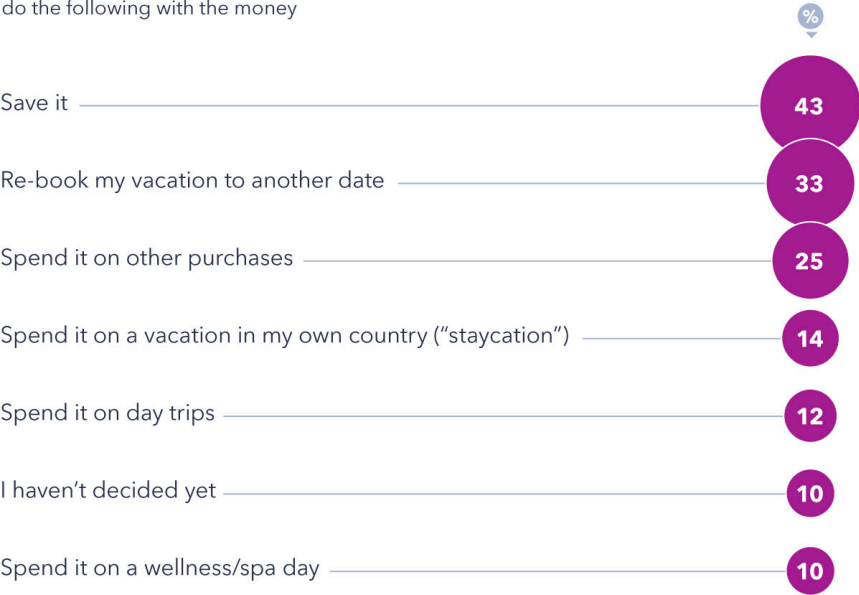 do the following with the money
%
Save it 43
Re-book my vacation to another date 33
Spend it on other purchases 25
Spend it on a vacation in my own country (“staycation”) 14
Spend it on day trips 12
I haven’t decided yet 10
Spend it on a wellness/spa day 10